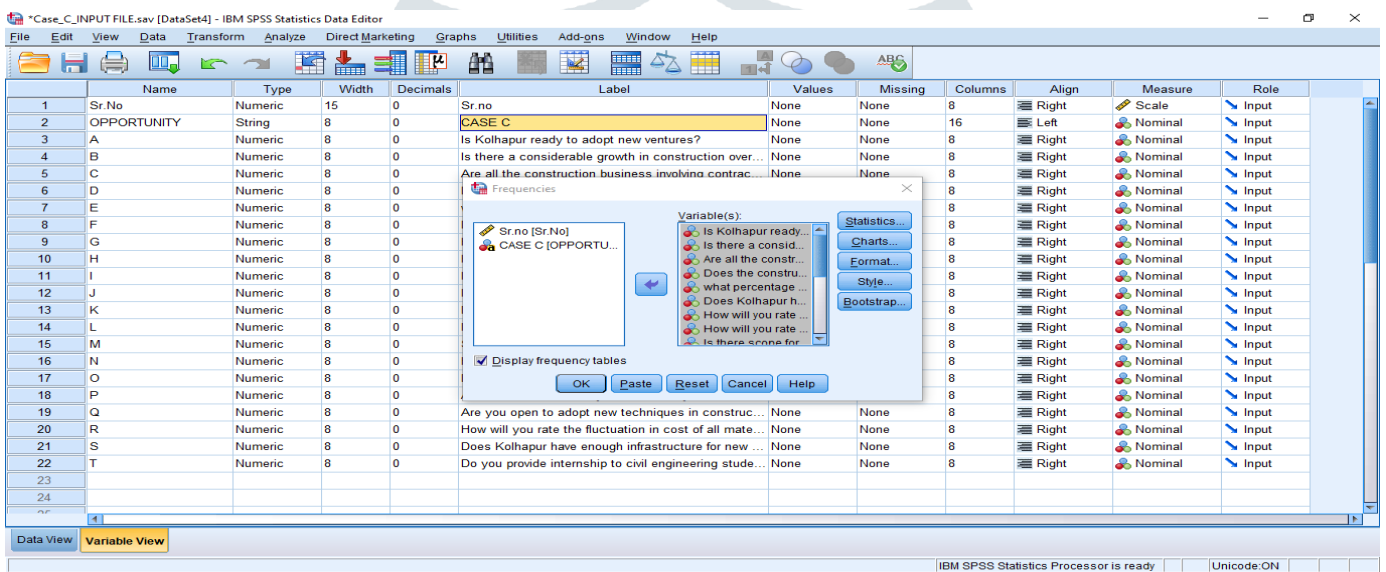 *Case_C_INPUT FILE.sav [DataSet4] - IBM SPSS Statistics Data Editor
File Edit View Data Transform Analyze Direct Marketing Graphs Utilities Add-ons Window Help
Name Type Width Decimals Label Values Missing Columns Align Measure Role
1 Sr.No Numeric 15 0 Sr.no None None 8 Right Scale Input
2 OPPORTUNITY String 8 0 CASE C None None 16 Left Nominal Input
3 A Numeric 8 0 Is Kolhapur ready to adopt new ventures? None None 8 Right Nominal Input
4 B Numeric 8 0 Is there a considerable growth in construction over... None None 8 Right Nominal Input
5 C Numeric 8 0 Are all the construction business involving contrac... None None 8 Right Nominal Input
6 D Numeric 8 0 8 Right Nominal Input
7 E Numeric 8 0 8 Right Nominal Input
8 F Numeric 8 0 8 Right Nominal Input
9 G Numeric 8 0 8 Right Nominal Input
10 H Numeric 8 0 8 Right Nominal Input
11 I Numeric 8 0 8 Right Nominal Input
12 J Numeric 8 0 8 Right Nominal Input
13 K Numeric 8 0 8 Right Nominal Input
14 L Numeric 8 0 8 Right Nominal Input
15 M Numeric 8 0 8 Right Nominal Input
16 N Numeric 8 0 8 Right Nominal Input
17 O Numeric 8 0 8 Right Nominal Input
18 P Numeric 8 0 8 Right Nominal Input
19 Q Numeric 8 0 Are you open to adopt new techniques in construc... None None 8 Right Nominal Input
20 R Numeric 8 0 How will you rate the fluctuation in cost of all mate... None None 8 Right Nominal Input
21 S Numeric 8 0 Does Kolhapur have enough infrastructure for new ... None None 8 Right Nominal Input
22 T Numeric 8 0 Do you provide internship to civil engineering stude... None None 8 Right Nominal Input
23
24
Frequencies
Sr.no [Sr.No]
CASE C [OPPORTU...
Variable(s):
Is Kolhapur ready...
Is there a consid...
Are all the constr...
Does the constru...
what percentage ...
Does Kolhapur h...
How will you rate ...
How will you rate ...
Is there scope for
Statistics...
Charts...
Format...
Style...
Bootstrap...
Display frequency tables
OK Paste Reset Cancel Help
Data View Variable View
IBM SPSS Statistics Processor is ready Unicode:ON